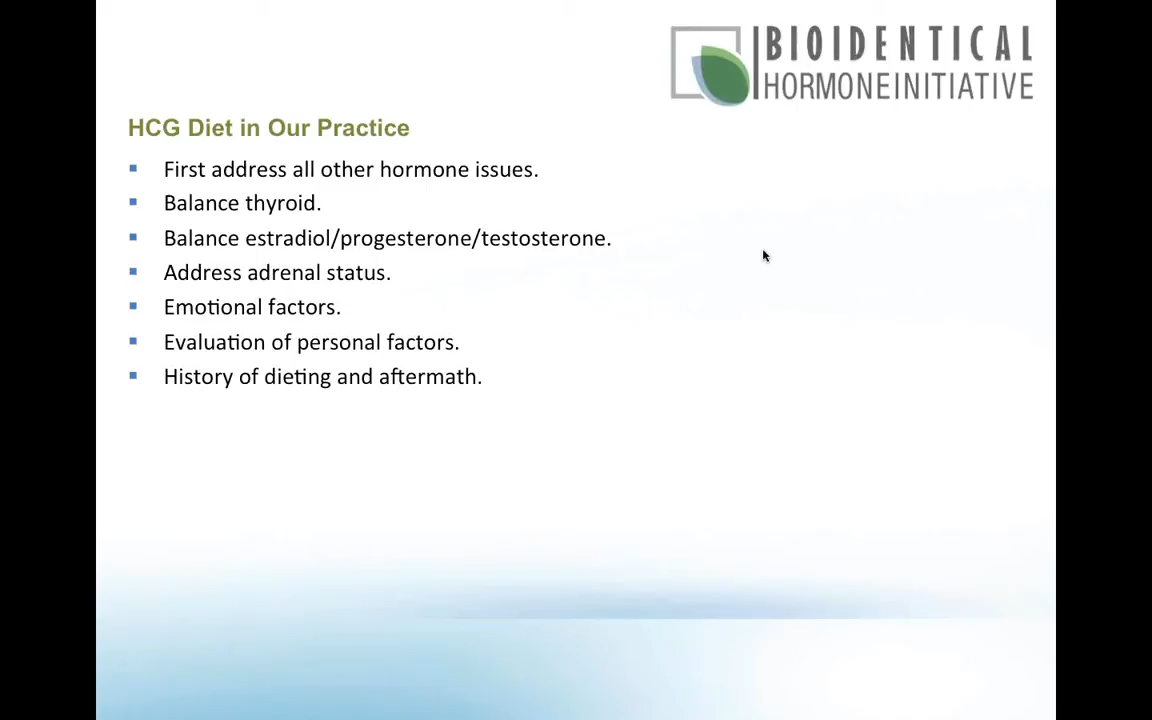 BIOIDENTICAL
HORMONEINITIATIVE
HCG Diet in Our Practice
First address all other hormone issues.
Balance thyroid.
Balance estradiol/progesterone/testosterone.
Address adrenal status.
Emotional factors.
Evaluation of personal factors.
History of dieting and aftermath.